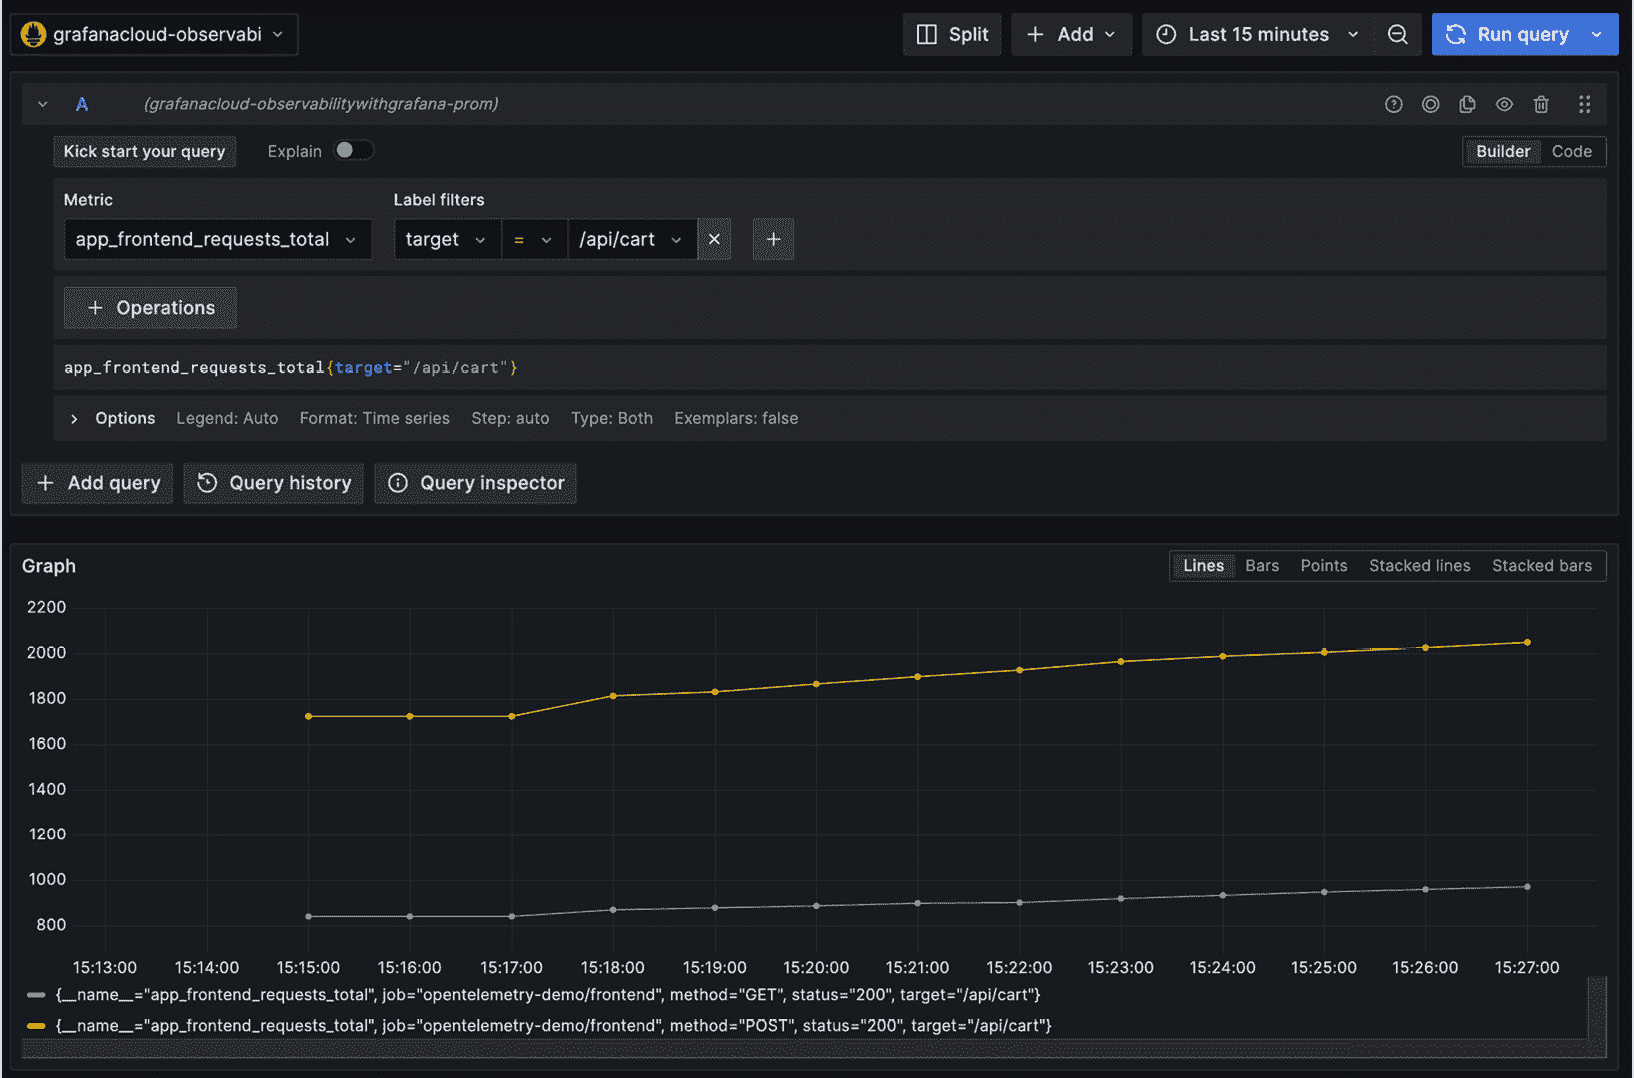 grafanacloud-observabi Split + Add Last 15 minutes Run query
A (grafanacloud-observabilitywithgrafana-prom)
Kick start your query Explain Builder Code
Metric Label filters
app_frontend_requests_total target = /api/cart × +
+ Operations
app_frontend_requests_total{target="/api/cart"}
Options Legend: Auto Format: Time series Step: auto Type: Both Exemplars: false
+ Add query Query history Query inspector
Graph Lines Bars Points Stacked lines Stacked bars
2200
2000
1800
1600
1400
1200
1000
800
15:13:00 15:14:00 15:15:00 15:16:00 15:17:00 15:18:00 15:19:00 15:20:00 15:21:00 15:22:00 15:23:00 15:24:00 15:25:00 15:26:00 15:27:00
{__name__="app_frontend_requests_total", job="opentelemetry-demo/frontend", method="GET", status="200", target="/api/cart"}
{__name__="app_frontend_requests_total", job="opentelemetry-demo/frontend", method="POST", status="200", target="/api/cart"}